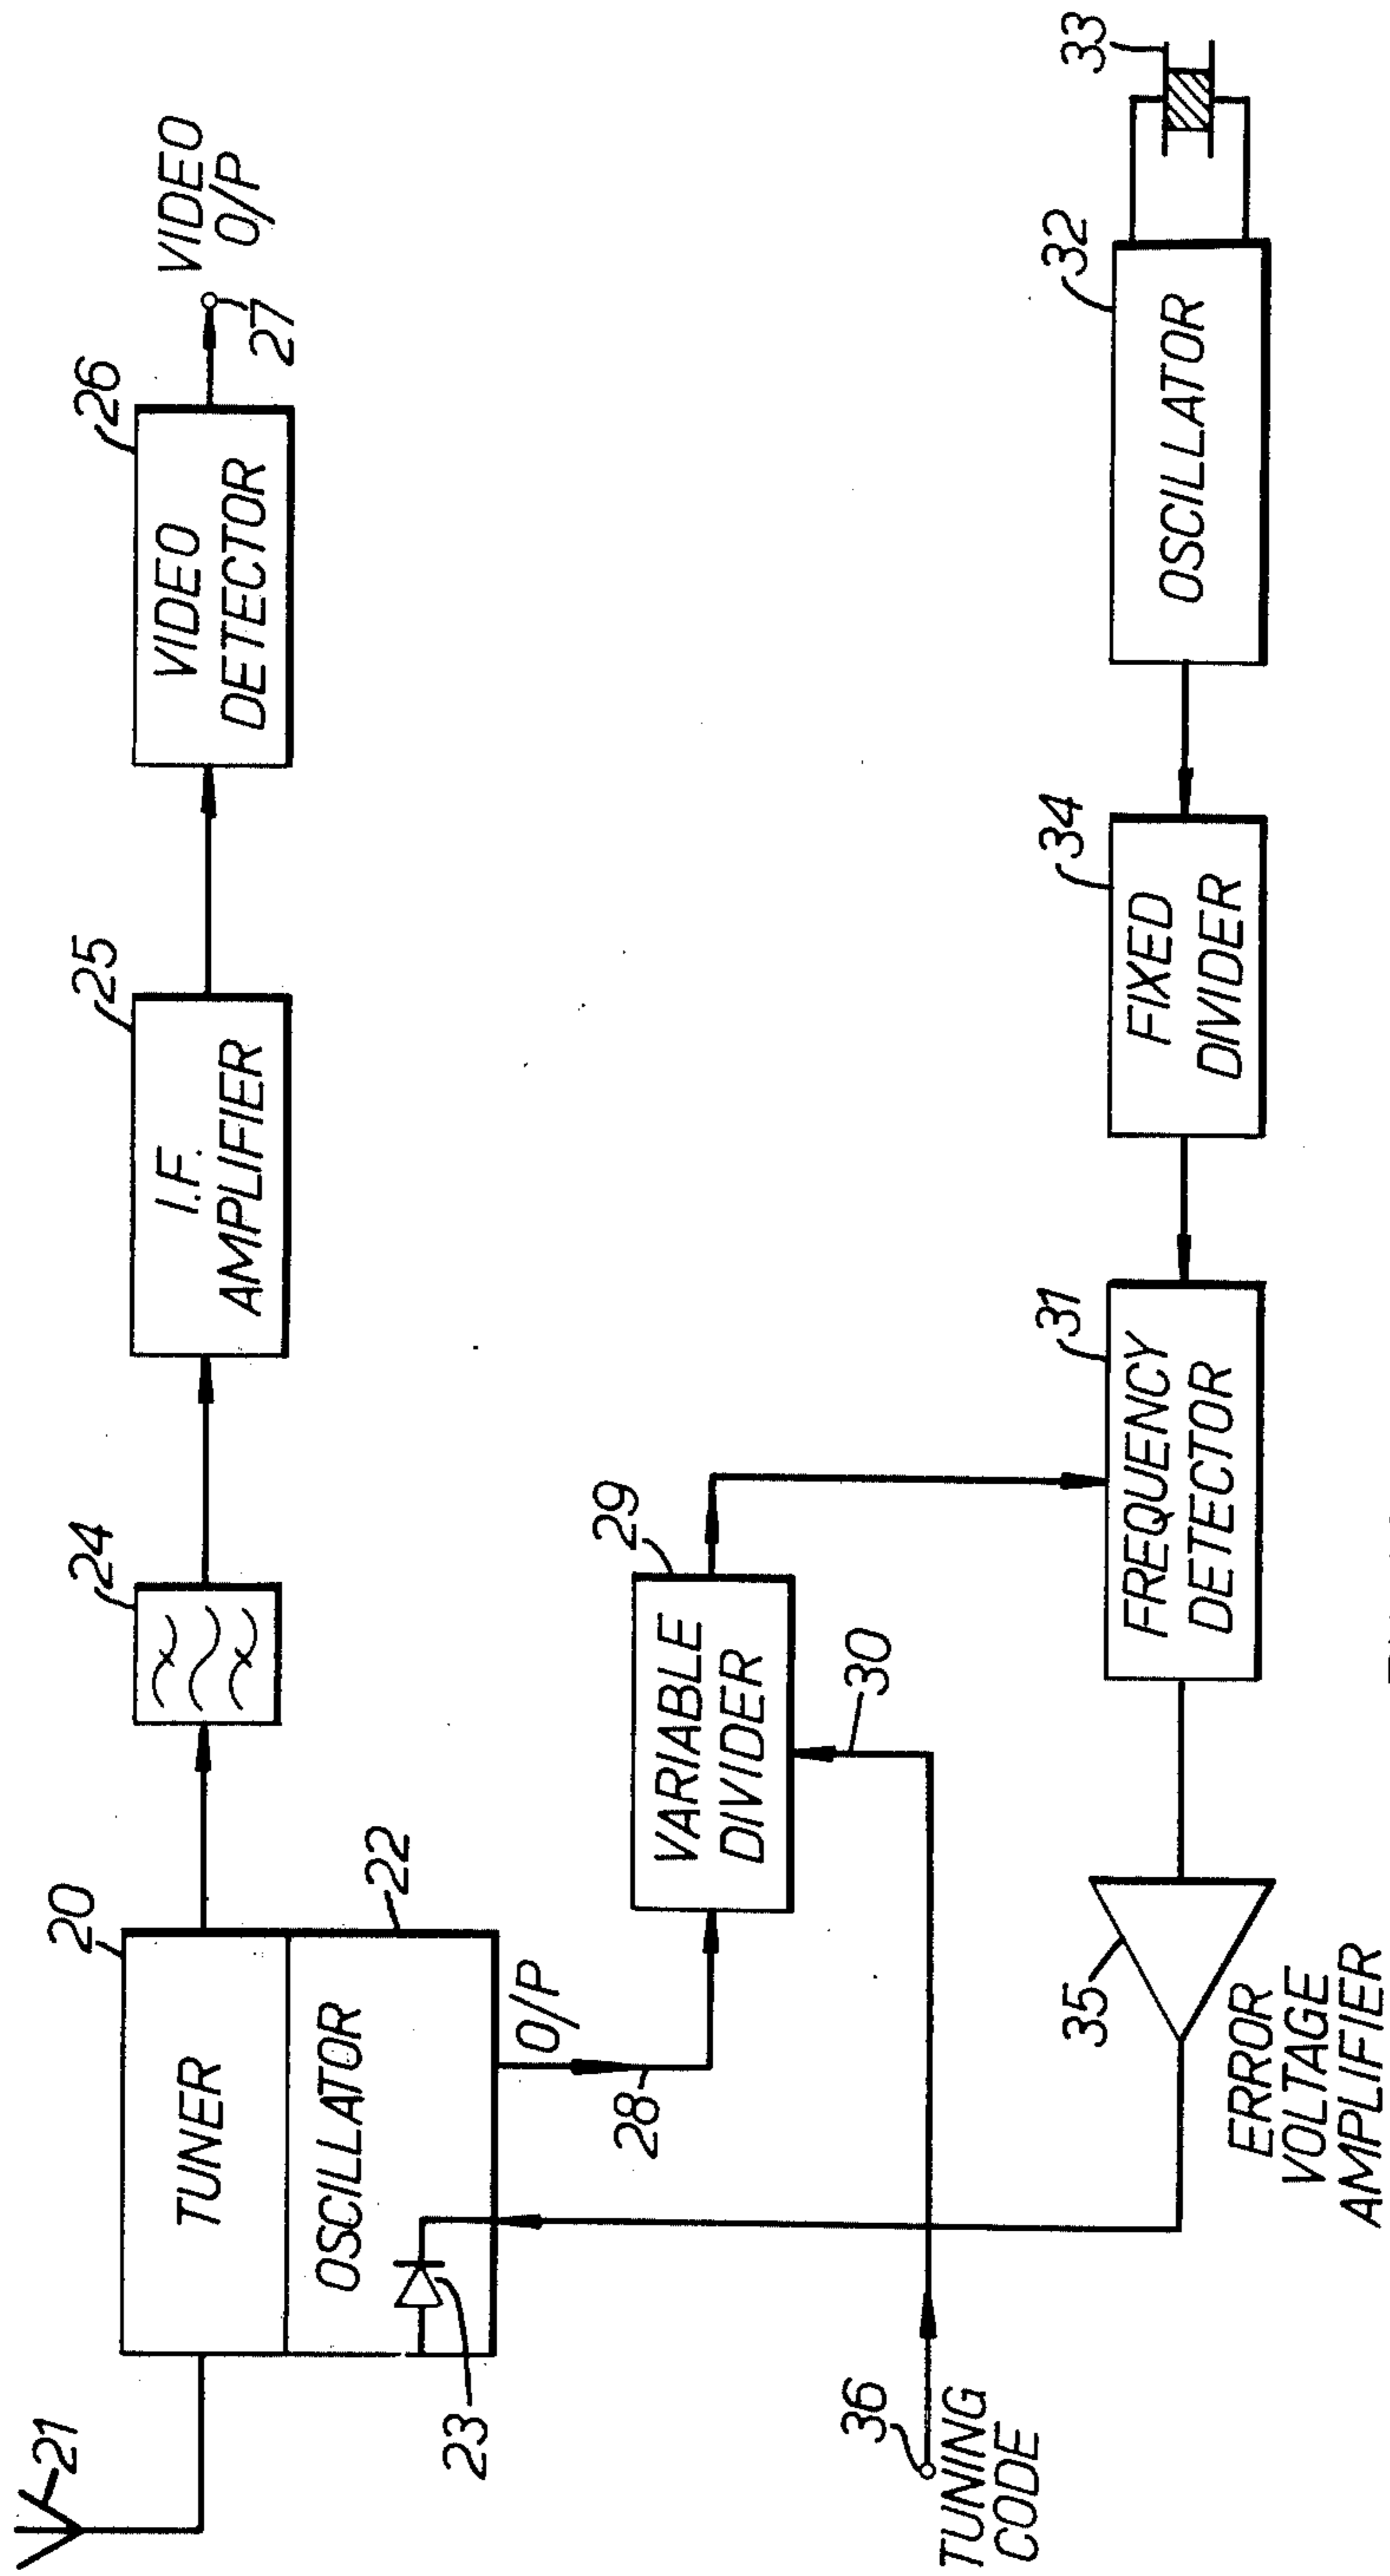 21
20
TUNER
OSCILLATOR
22
23
24
25
I.F.
AMPLIFIER
26
VIDEO
DETECTOR
VIDEO
O/P
27
O/P
28
29
VARIABLE
DIVIDER
30
36
TUNING
CODE
35
ERROR
VOLTAGE
AMPLIFIER
31
FREQUENCY
DETECTOR
34
FIXED
DIVIDER
32
OSCILLATOR
33